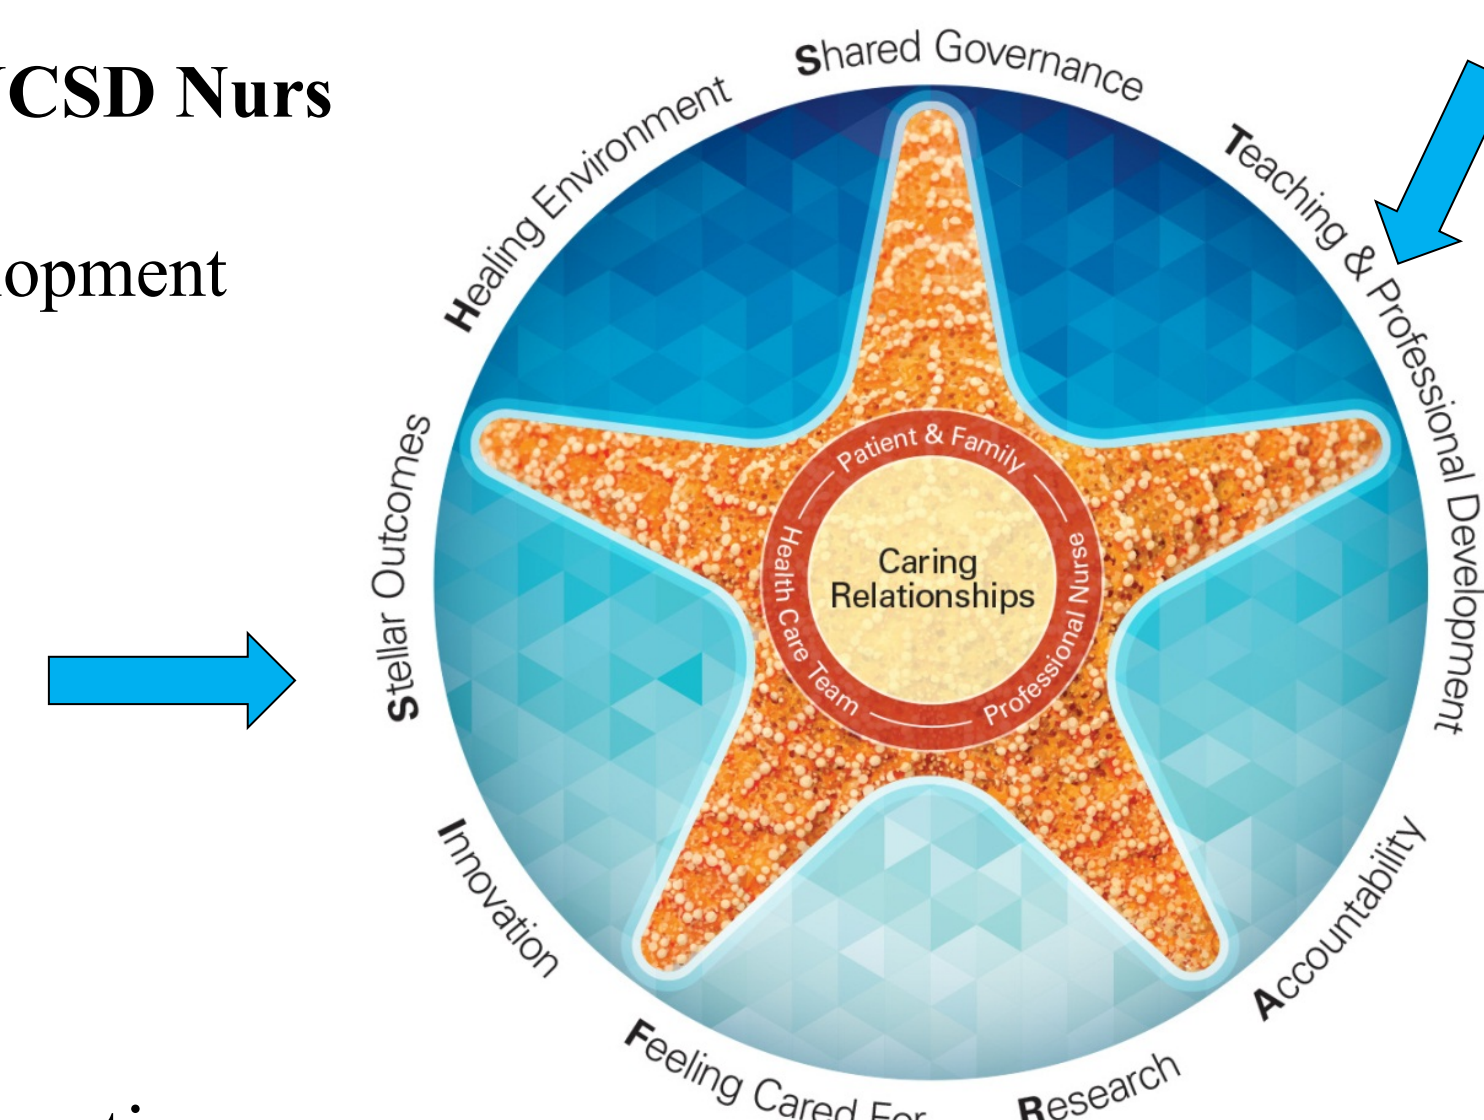 CSD Nurs
lopment
Shared Governance
Teaching & Professional Development
Accountability
Research
Feeling Cared For
Innovation
Stellar Outcomes
Healing Environment
Patient & Family
Professional Nurse
Health Care Team
Caring
Relationships